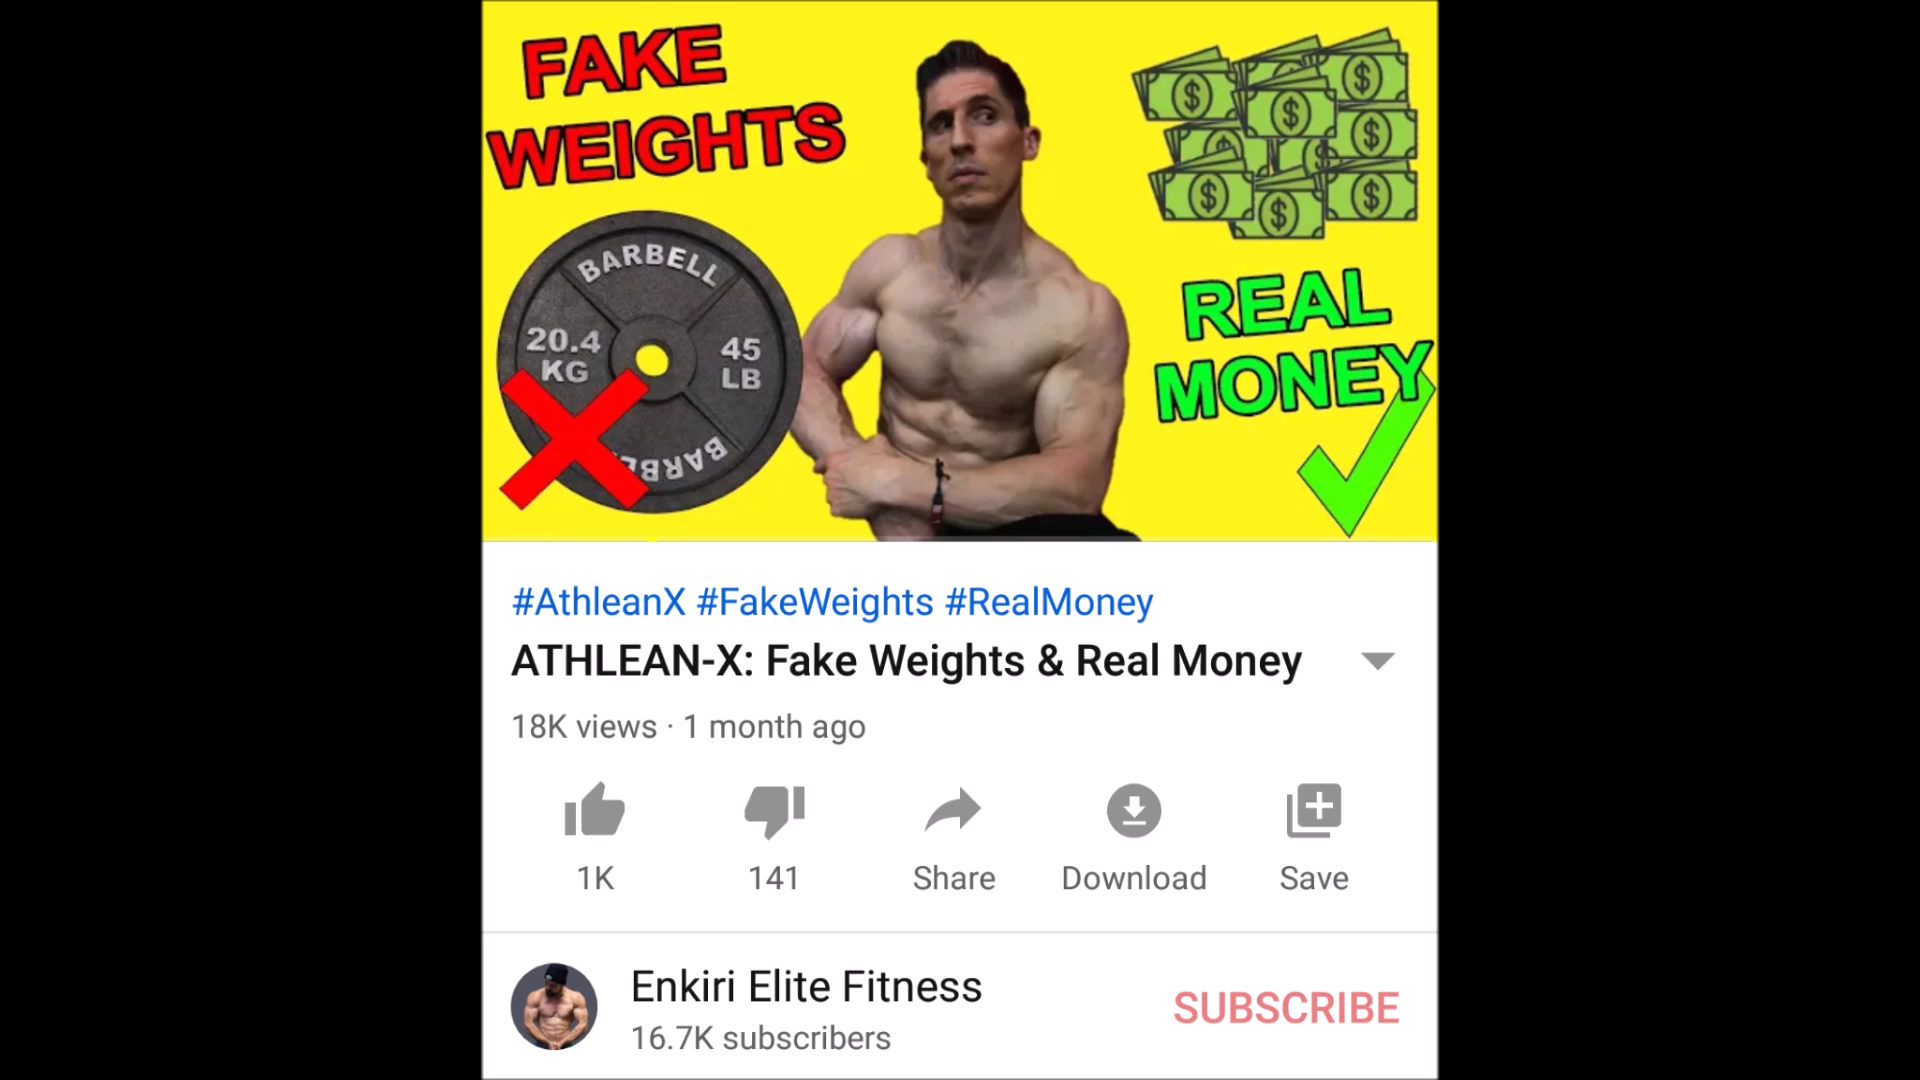 FAKE
WEIGHTS
BARBELL
20.4
KG
45
LB
REAL
MONEY
#AthleanX #FakeWeights #RealMoney
ATHLEAN-X: Fake Weights & Real Money
18K views · 1 month ago
1K
141
Share
Download
Save
Enkiri Elite Fitness
16.7K subscribers
SUBSCRIBE